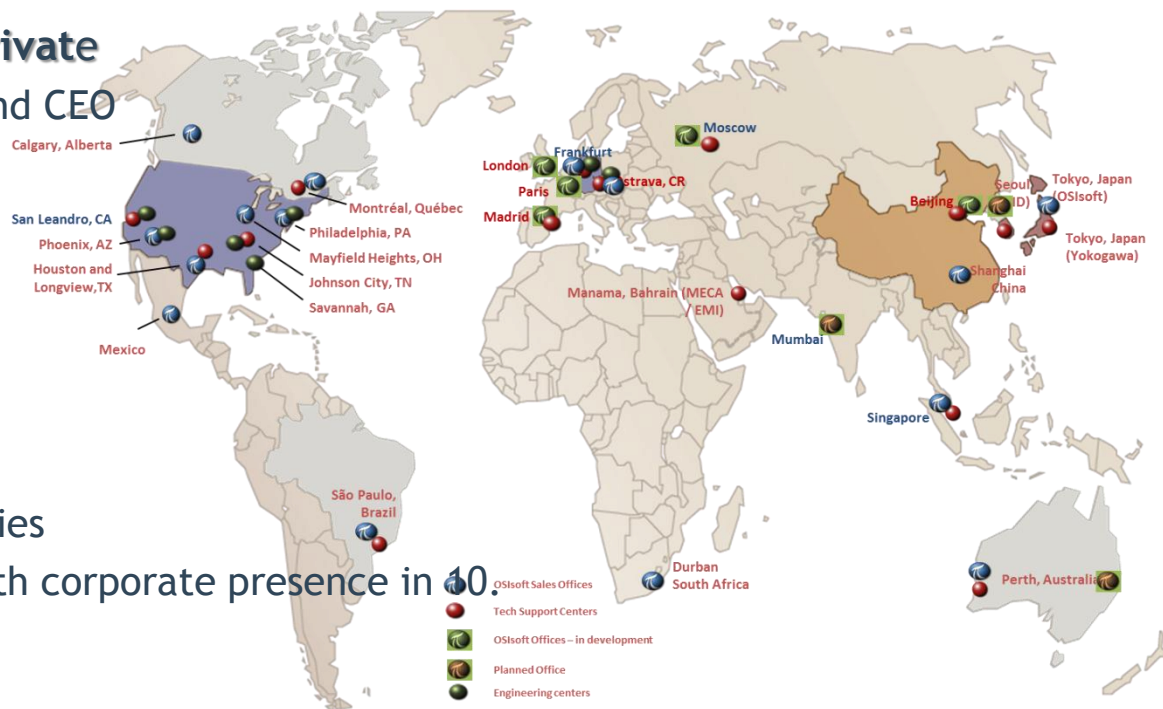 ivate
nd CEO
Calgary, Alberta
San Leandro, CA
Phoenix, AZ
Houston and
Longview,TX
Mexico
Montréal, Québec
Philadelphia, PA
Mayfield Heights, OH
Johnson City, TN
Savannah, GA
São Paulo,
Brazil
London
Frankfurt
Paris
strava, CR
Madrid
Moscow
Manama, Bahrain (MECA
/ EMI)
Mumbai
Durban
South Africa
Beijing
Seoul
D)
Tokyo, Japan
(OSIsoft)
Tokyo, Japan
(Yokogawa)
Shanghai
China
Singapore
Perth, Australia
ies
th corporate presence in 10.
OSIsoft Sales Offices
Tech Support Centers
OSIsoft Offices – in development
Planned Office
Engineering centers